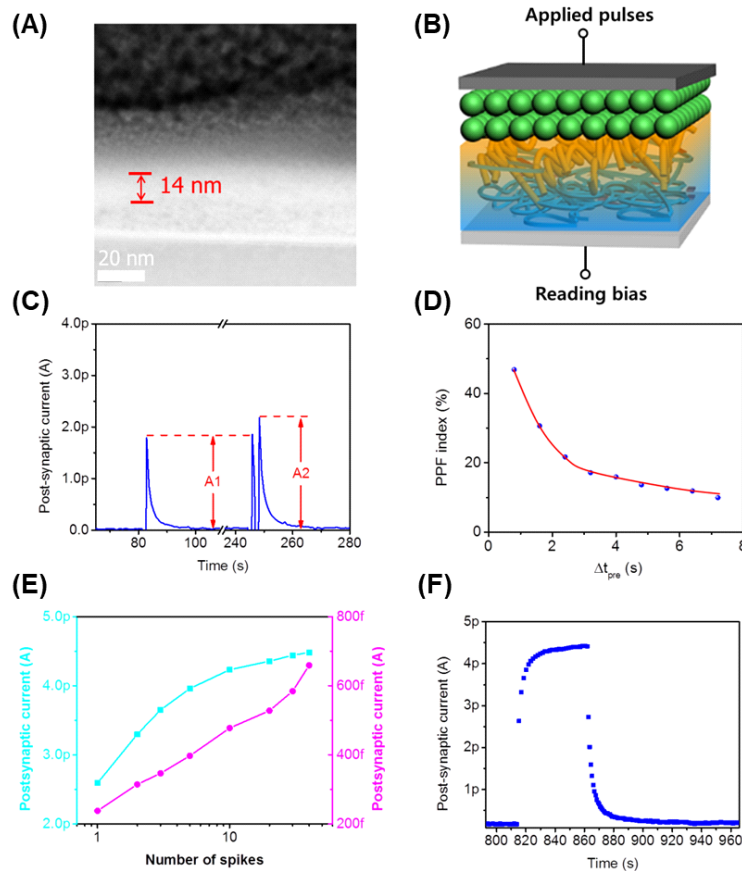 (A)
14 nm
20 nm
(B)
Applied pulses
Reading bias
(C)
4.0p
3.0p
2.0p
1.0p
0.0
Post-synaptic current (A)
A1
A2
80 100 240 260 280
Time (s)
(D)
60
40
20
0
PPF index (%)
0 2 4 6 8
Δtpre (s)
(E)
5.0p
4.0p
3.0p
2.0p
Postsynaptic current (A)
800f
600f
400f
200f
Postsynaptic current (A)
1 10
Number of spikes
(F)
5p
4p
3p
2p
1p
Post-synaptic current (A)
800 820 840 860 880 900 920 940 960
Time (s)